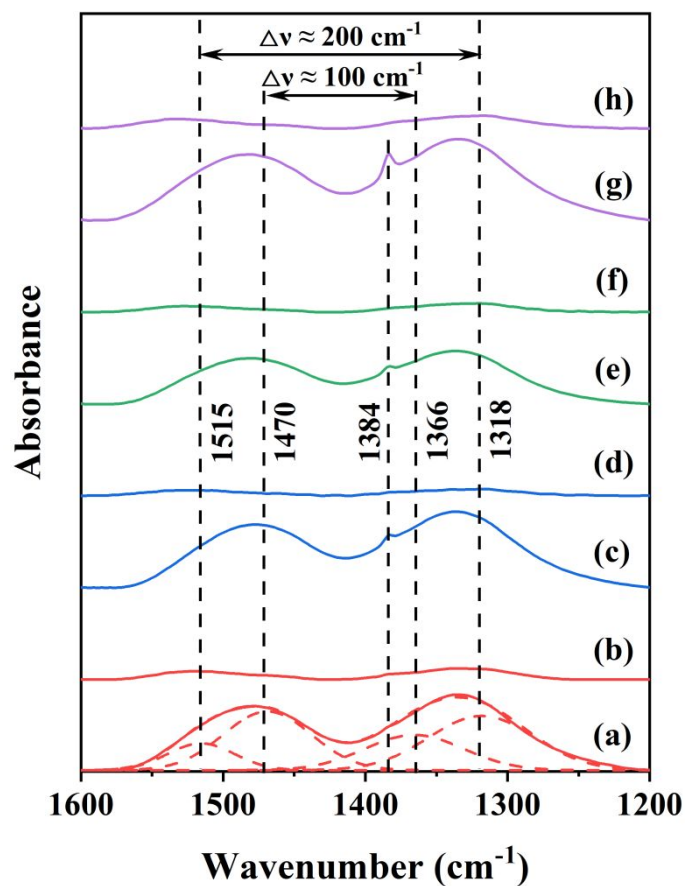 △ν ≈ 200 cm⁻¹
△ν ≈ 100 cm⁻¹
(h)
(g)
(f)
(e)
1515
1470
1384
1366
1318
(d)
(c)
(b)
(a)
Absorbance
1600
1500
1400
1300
1200
Wavenumber (cm⁻¹)